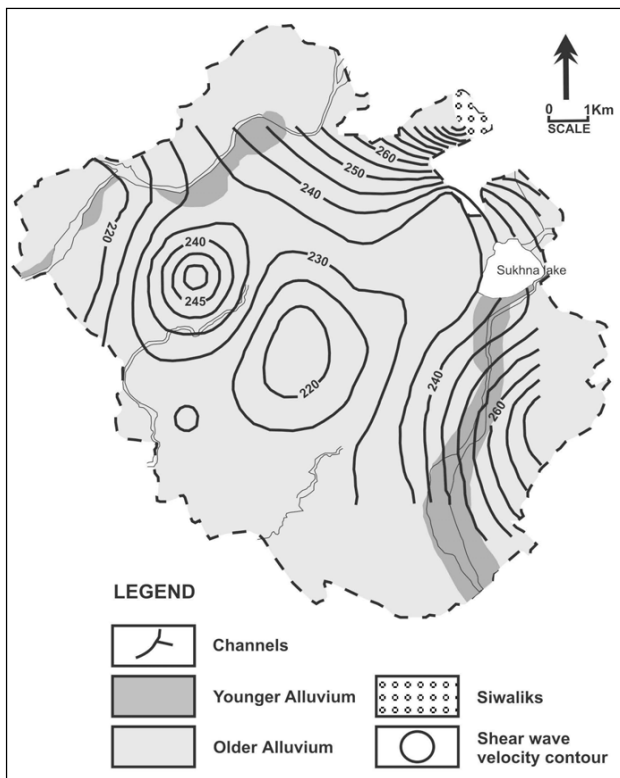 0 1Km
SCALE
260
250
240
220
240
245
230
220
Sukhna lake
240
260
LEGEND
Channels
Younger Alluvium
Siwaliks
Older Alluvium
Shear wave
velocity contour